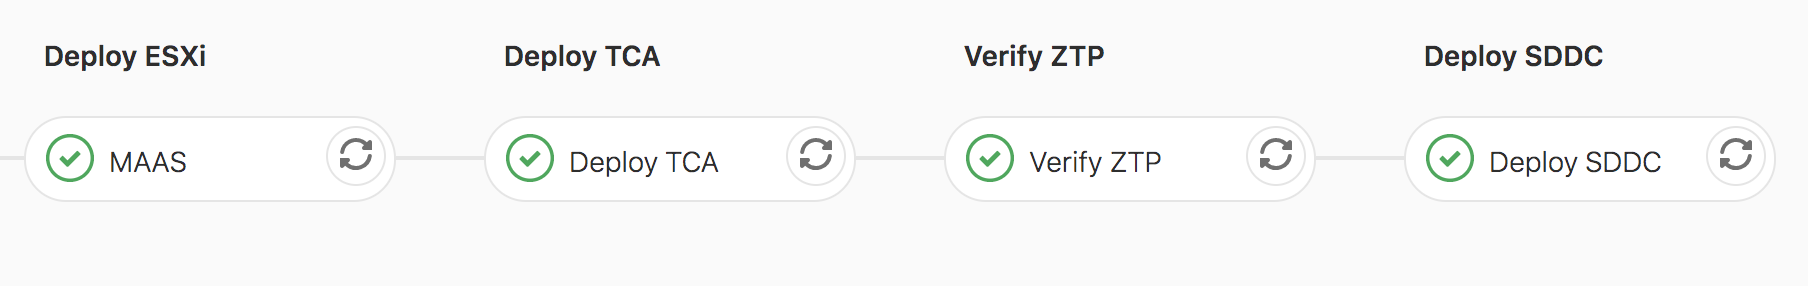 Deploy ESXi
Deploy TCA
Verify ZTP
Deploy SDDC
MAAS
Deploy TCA
Verify ZTP
Deploy SDDC